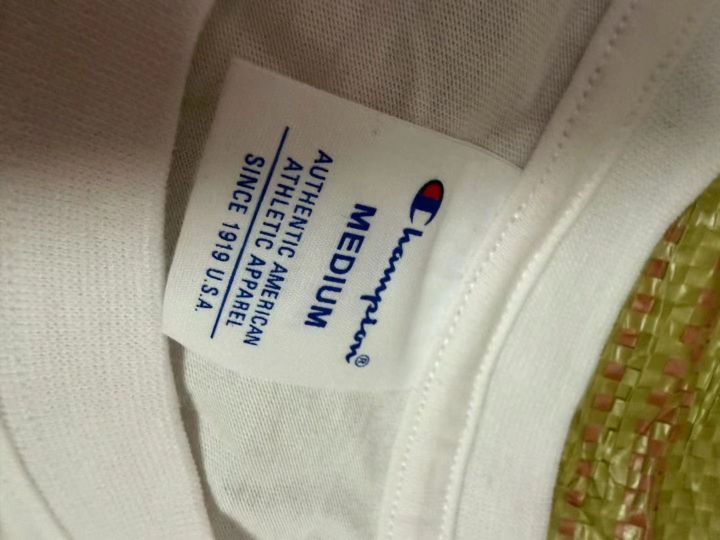 Champion®
MEDIUM
AUTHENTIC AMERICAN
ATHLETIC APPAREL
SINCE 1919 U.S.A.